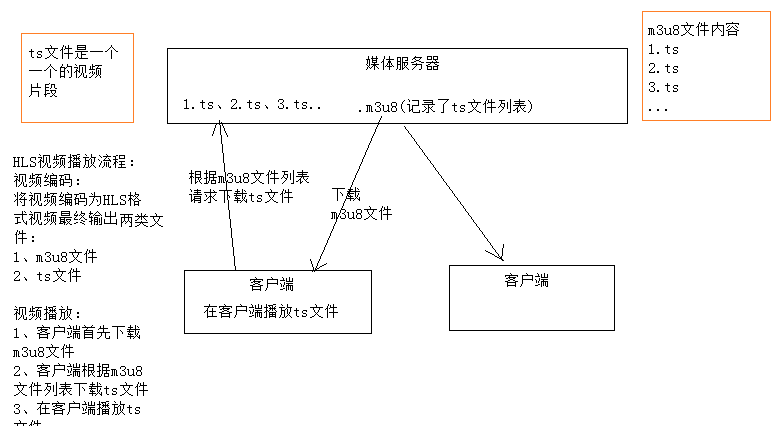 ts文件是一个
一个的视频
片段
媒体服务器
1.ts、2.ts、3.ts..
.m3u8(记录了ts文件列表)
m3u8文件内容
1.ts
2.ts
3.ts
...
根据m3u8文件列表
请求下载ts文件
下载
m3u8文件
客户端
在客户端播放ts文件
客户端
HLS视频播放流程：
视频编码：
将视频编码为HLS格
式视频最终输出两类文
件：
1、m3u8文件
2、ts文件
视频播放：
1、客户端首先下载
m3u8文件
2、客户端根据m3u8
文件列表下载ts文件
3、在客户端播放ts